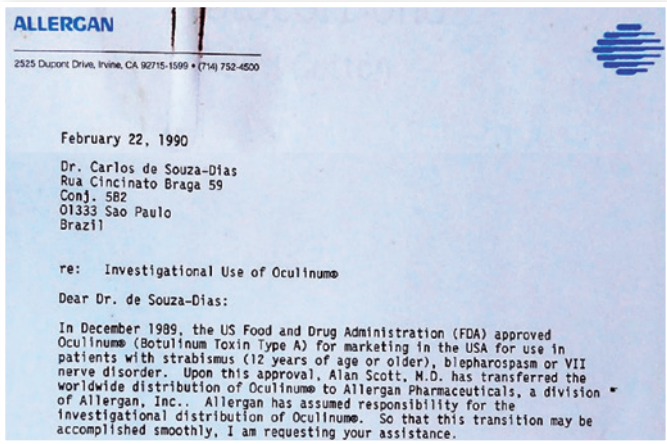 ALLERGAN
2525 Dupont Drive, Irvine, CA 92715-1599 • (714) 752-4500
February 22, 1990
Dr. Carlos de Souza-Dias
Rua Cincinato Braga 59
Conj. 582
01333 Sao Paulo
Brazil
re: Investigational Use of Oculinum®
Dear Dr. de Souza-Dias:
In December 1989, the US Food and Drug Administration (FDA) approved
Oculinum® (Botulinum Toxin Type A) for marketing in the USA for use in
patients with strabismus (12 years of age or older), blepharospasm or VII
nerve disorder. Upon this approval, Alan Scott, M.D. has transferred the
worldwide distribution of Oculinum® to Allergan Pharmaceuticals, a division
of Allergan, Inc.. Allergan has assumed responsibility for the
investigational distribution of Oculinum®. So that this transition may be
accomplished smoothly, I am requesting your assistance.